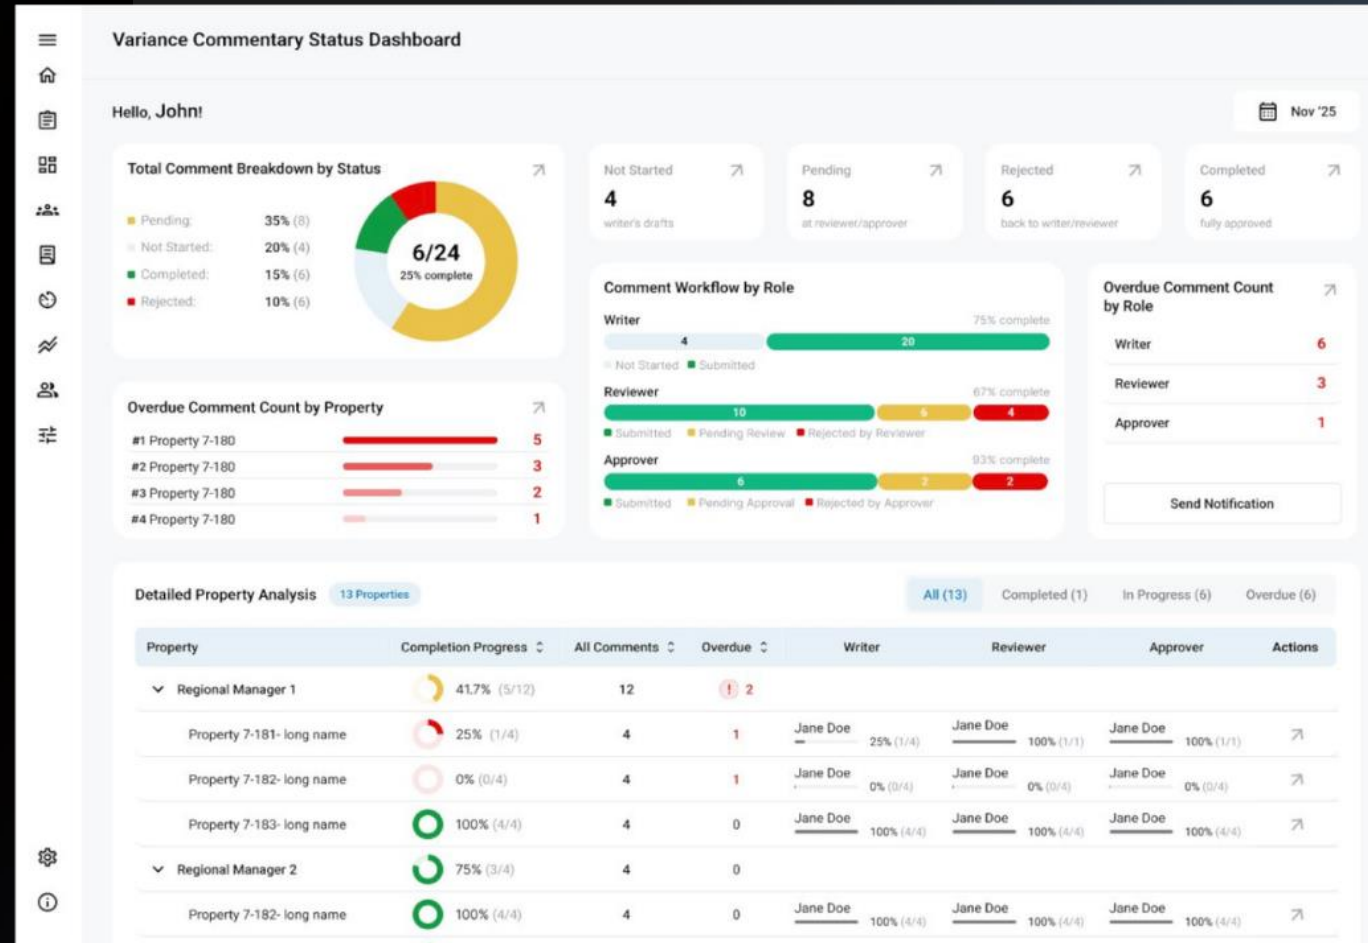 Variance Commentary Status Dashboard
Hello, John!
Nov '25
Total Comment Breakdown by Status
Pending: 35% (8)
Not Started: 20% (4)
Completed: 15% (6)
Rejected: 10% (6)
6/24
25% complete
Not Started
4
writer's drafts
Pending
8
at reviewer/approver
Rejected
6
back to writer/reviewer
Completed
6
fully approved
Overdue Comment Count by Property
#1 Property 7-180 5
#2 Property 7-180 3
#3 Property 7-180 2
#4 Property 7-180 1
Comment Workflow by Role
Writer 75% complete
4 20
Not Started Submitted
Reviewer 67% complete
10 6 4
Submitted Pending Review Rejected by Reviewer
Approver 93% complete
6 2 2
Submitted Pending Approval Rejected by Approver
Overdue Comment Count
by Role
Writer 6
Reviewer 3
Approver 1
Send Notification
Detailed Property Analysis 13 Properties
All (13) Completed (1) In Progress (6) Overdue (6)
Property Completion Progress All Comments Overdue Writer Reviewer Approver Actions
Regional Manager 1 41,7% (5/12) 12 ! 2
Property 7-181- long name 25% (1/4) 4 1 Jane Doe 25% (1/4) Jane Doe 100% (1/1) Jane Doe 100% (1/1)
Property 7-182- long name 0% (0/4) 4 1 Jane Doe 0% (0/4) Jane Doe 0% (0/4) Jane Doe 0% (0/4)
Property 7-183- long name 100% (4/4) 4 0 Jane Doe 100% (4/4) Jane Doe 100% (4/4) Jane Doe 100% (4/4)
Regional Manager 2 75% (3/4) 4 0
Property 7-182- long name 100% (4/4) 4 0 Jane Doe 100% (4/4) Jane Doe 100% (4/4) Jane Doe 100% (4/4)